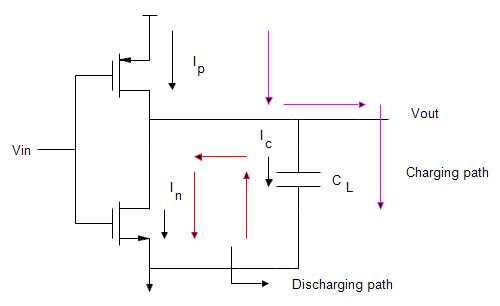 I p
Vout
Vin
I c
Charging path
I n
C L
Discharging path